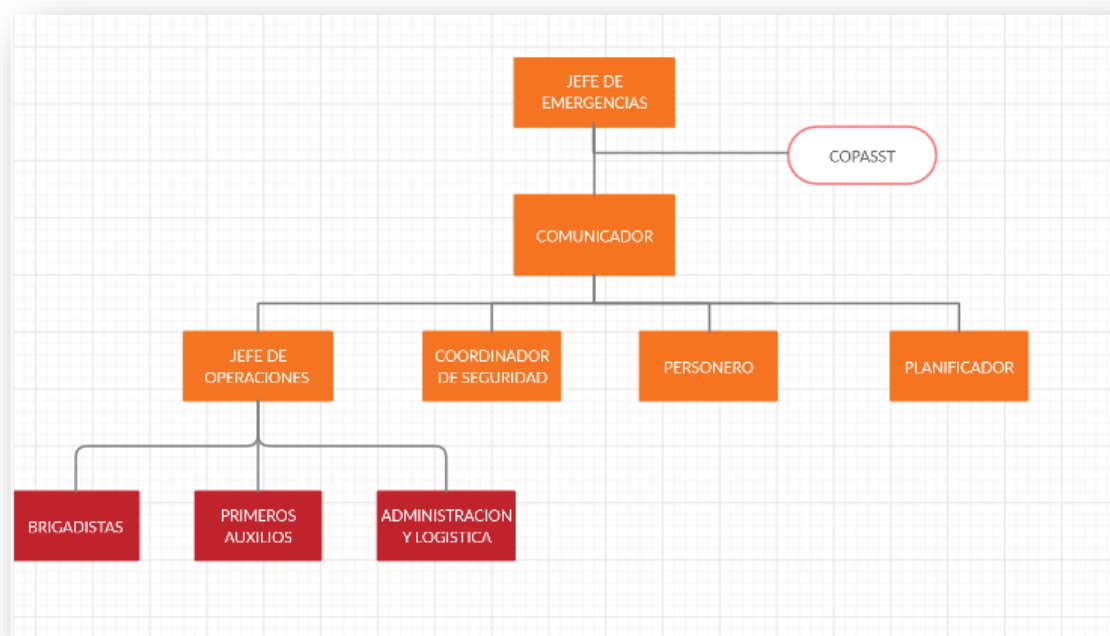 JEFE DE
EMERGENCIAS
COPASST
COMUNICADOR
JEFE DE
OPERACIONES
COORDINADOR
DE SEGURIDAD
PERSONERO
PLANIFICADOR
BRIGADISTAS
PRIMEROS
AUXILIOS
ADMINISTRACION
Y LOGISTICA